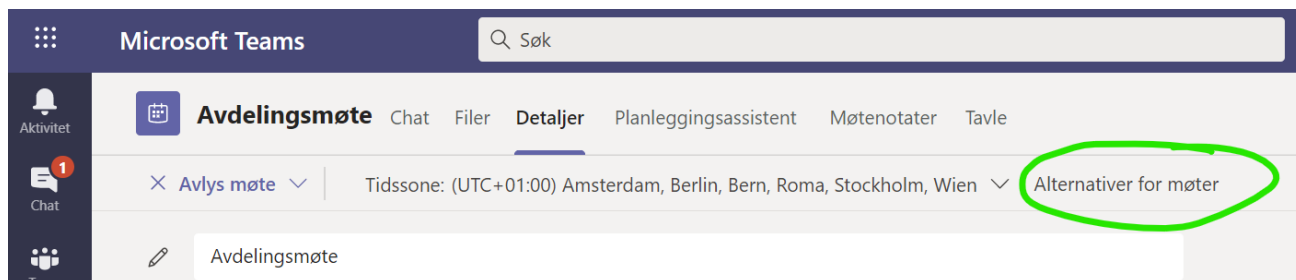 Microsoft Teams
Søk
Aktivitet
Avdelingsmøte Chat Filer Detaljer Planleggingsassistent Møtenotater Tavle
1
Chat
Avlys møte Tidssone: (UTC+01:00) Amsterdam, Berlin, Bern, Roma, Stockholm, Wien Alternativer for møter
Avdelingsmøte